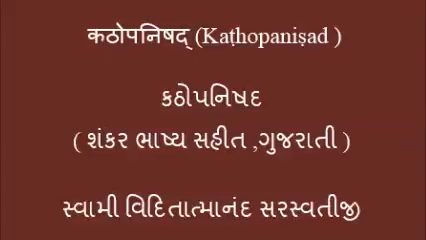 कठोपनिषद् (Kaṭhopaniṣad )
કઠોપનિષદ
( શંકર ભાષ્ય સહીત ,ગુજરાતી )
સ્વામી વિદિતાત્માનંદ સરસ્વતીજી